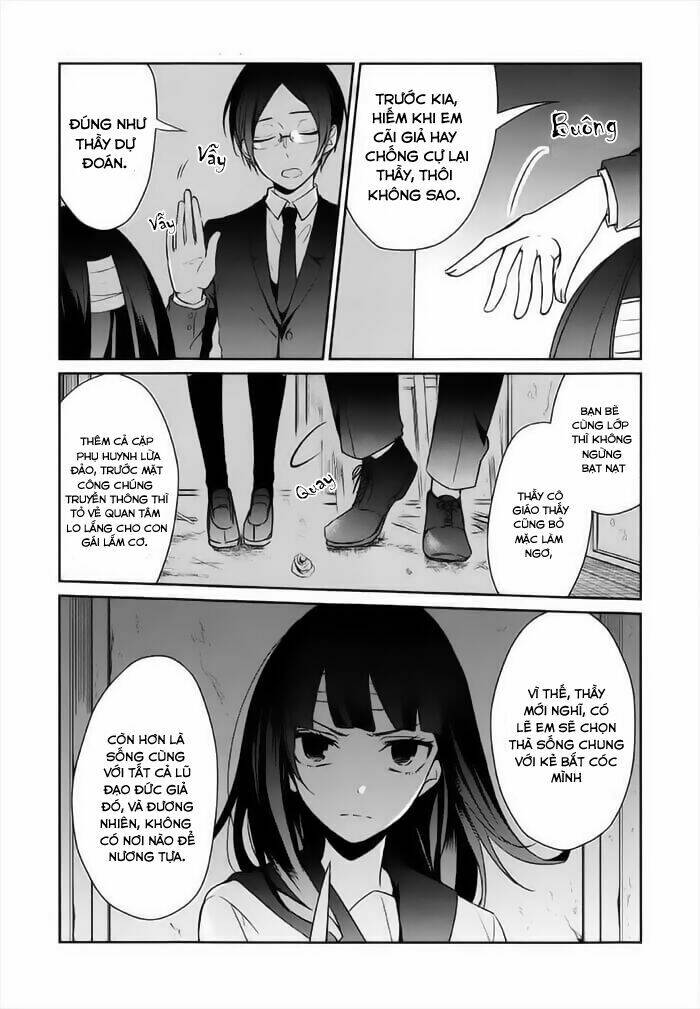 TRƯỚC KIA,
HIẾM KHI EM
CÃI GIẢ HAY
CHỐNG CỰ LẠI
THẦY, THÔI
KHÔNG SAO.
Buông
ĐÚNG NHƯ
THẦY DỰ
ĐOÁN.
Vẫy
Vẫy
BẠN BÈ
CÙNG LỚP
THÌ KHÔNG
NGỪNG
BẠT NẠT
THẦY CÔ
GIÁO THẦY
CŨNG BỎ
MẶC LÀM
NGƠ,
Quay
THÊM CẢ CẶP
PHỤ HUYNH LỪA
ĐẢO, TRƯỚC MẶT
CÔNG CHÚNG
TRUYỀN THÔNG THÌ
TỎ VẺ QUAN TÂM
LO LẮNG CHO CON
GÁI LẮM CƠ.
VÌ THẾ, THẦY
MỚI NGHĨ, CÓ
LẼ EM SẼ CHỌN
THÀ SỐNG CHUNG
VỚI KẺ BẮT CÓC
MÌNH
CÒN HƠN LÀ
SỐNG CÙNG
VỚI TẤT CẢ LŨ
ĐẠO ĐỨC GIẢ
ĐÓ, VÀ ĐƯƠNG
NHIÊN, KHÔNG
CÓ NƠI NÀO ĐỂ
NƯƠNG TỰA.